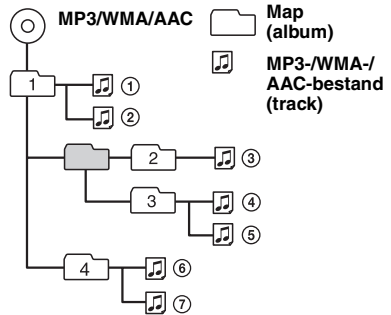 MP3/WMA/AAC
Map
(album)
MP3-/WMA-/
AAC-bestand
(track)
1
①
②
2
③
3
④
⑤
4
⑥
⑦